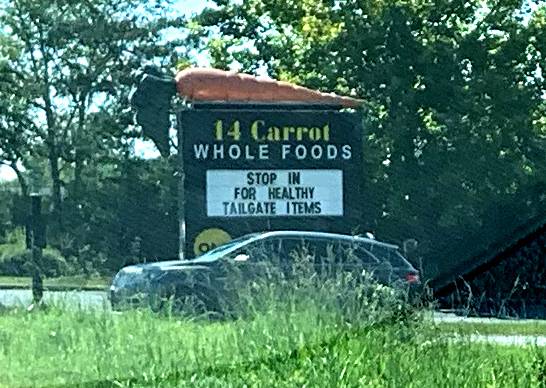 14 Carrot
WHOLE FOODS
STOP IN
FOR HEALTHY
TAILGATE ITEMS